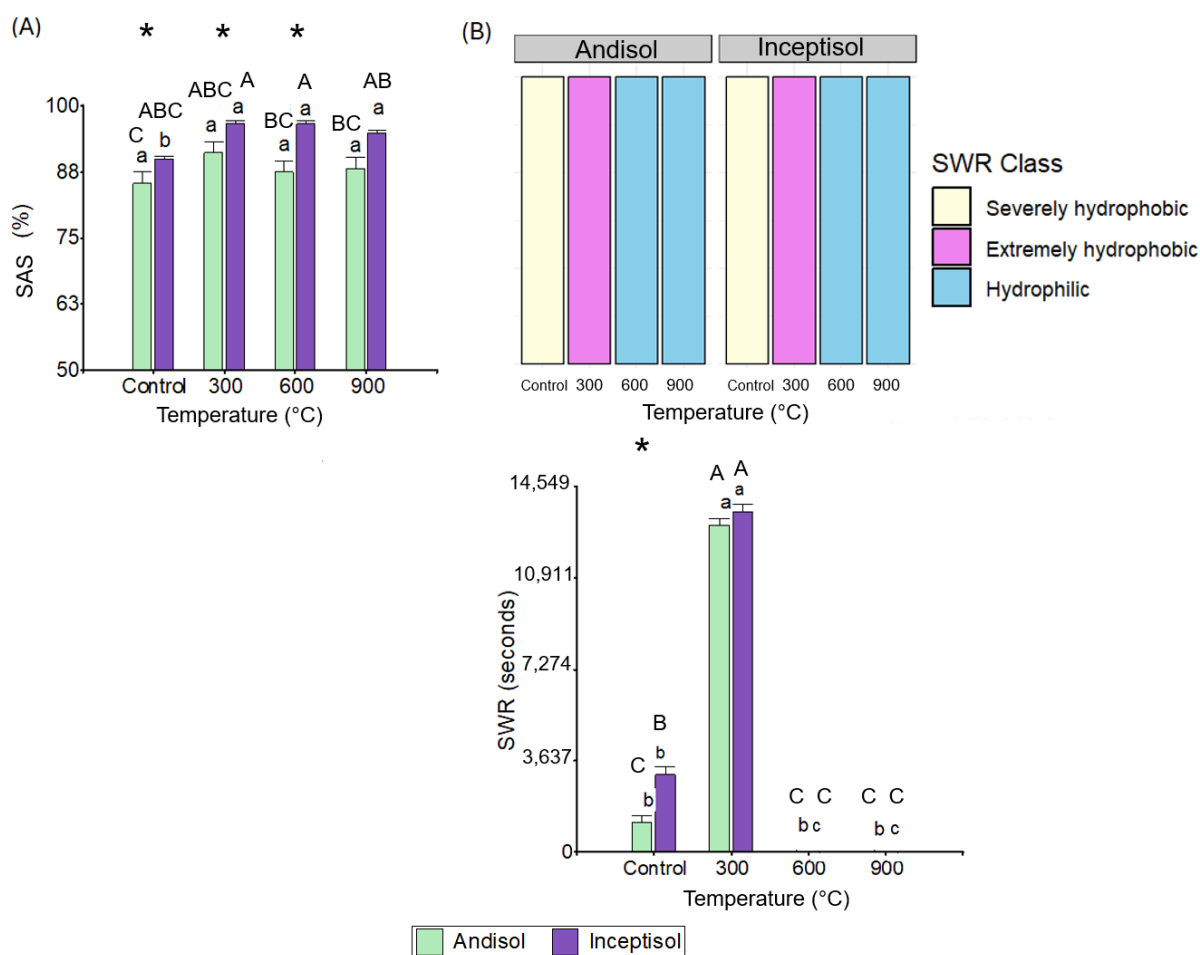 (A)
* * *
ABC A A AB
ABC a a
C a BC a BC a
a b a a
100
88
75
63
50
SAS (%)
Control 300 600 900
Temperature (°C)
(B)
Andisol Inceptisol
Control 300 600 900 Control 300 600 900
Temperature (°C)
SWR Class
Severely hydrophobic
Extremely hydrophobic
Hydrophilic
*
A A
a a
B
C b
b
C C C C
b c b c
14,549
10,911
7,274
3,637
0
SWR (seconds)
Control 300 600 900
Temperature (°C)
Andisol Inceptisol